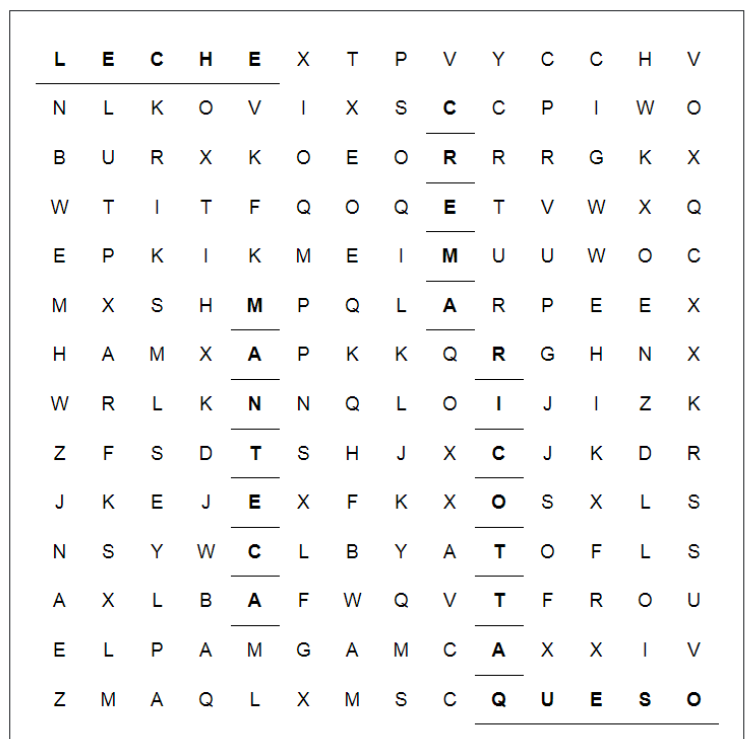 L E C H E X T P V Y C C H V
N L K O V I X S C C P I W O
B U R X K O E O R R R G K X
W T I T F Q O Q E T V W X Q
E P K I K M E I M U U W O C
M X S H M P Q L A R P E E X
H A M X A P K K Q R G H N X
W R L K N N Q L O I J I Z K
Z F S D T S H J X C J K D R
J K E J E X F K X O S X L S
N S Y W C L B Y A T O F L S
A X L B A F W Q V T F R O U
E L P A M G A M C A X X I V
Z M A Q L X M S C Q U E S O